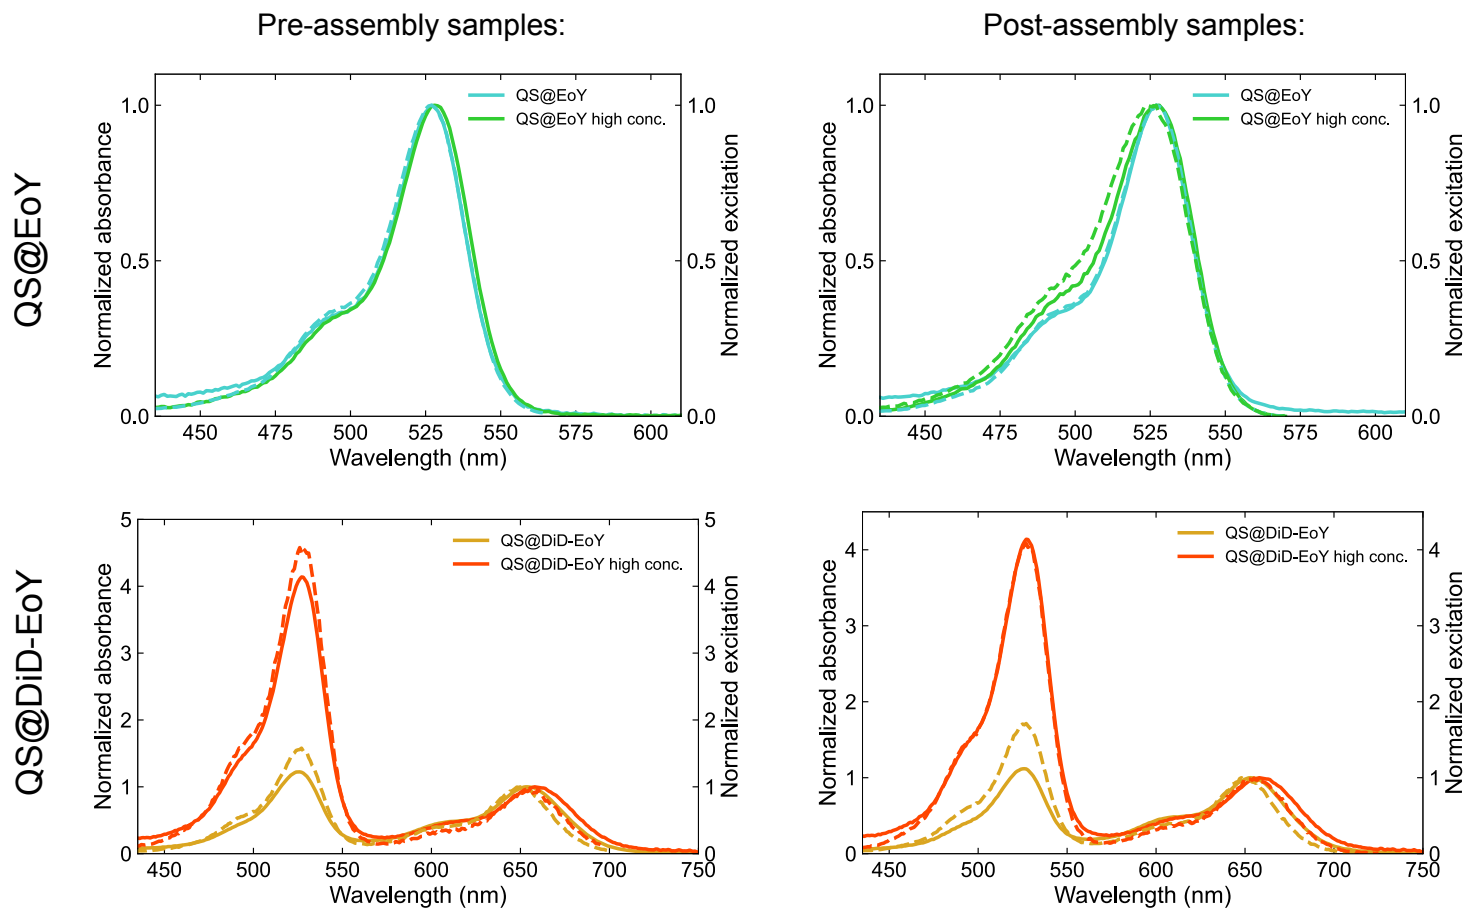 Pre-assembly samples:
Post-assembly samples:
QS@EoY
Normalized absorbance
1.0
0.5
0.0
QS@EoY
QS@EoY high conc.
1.0
0.5
0.0
Normalized excitation
450 475 500 525 550 575 600
Wavelength (nm)
Normalized absorbance
1.0
0.5
0.0
QS@EoY
QS@EoY high conc.
1.0
0.5
0.0
Normalized excitation
450 475 500 525 550 575 600
Wavelength (nm)
QS@DiD-EoY
Normalized absorbance
5
4
3
2
1
0
QS@DiD-EoY
QS@DiD-EoY high conc.
5
4
3
2
1
0
Normalized excitation
450 500 550 600 650 700 750
Wavelength (nm)
Normalized absorbance
4
3
2
1
0
QS@DiD-EoY
QS@DiD-EoY high conc.
4
3
2
1
0
Normalized excitation
450 500 550 600 650 700 750
Wavelength (nm)